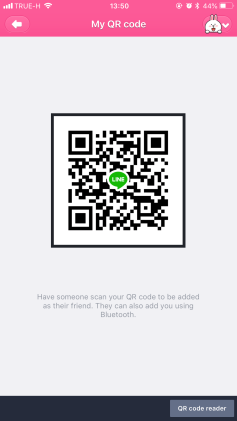 TRUE-H 13:50 44%
My QR code
LINE
Have someone scan your QR code to be added
as their friend. They can also add you using
Bluetooth.
QR code reader